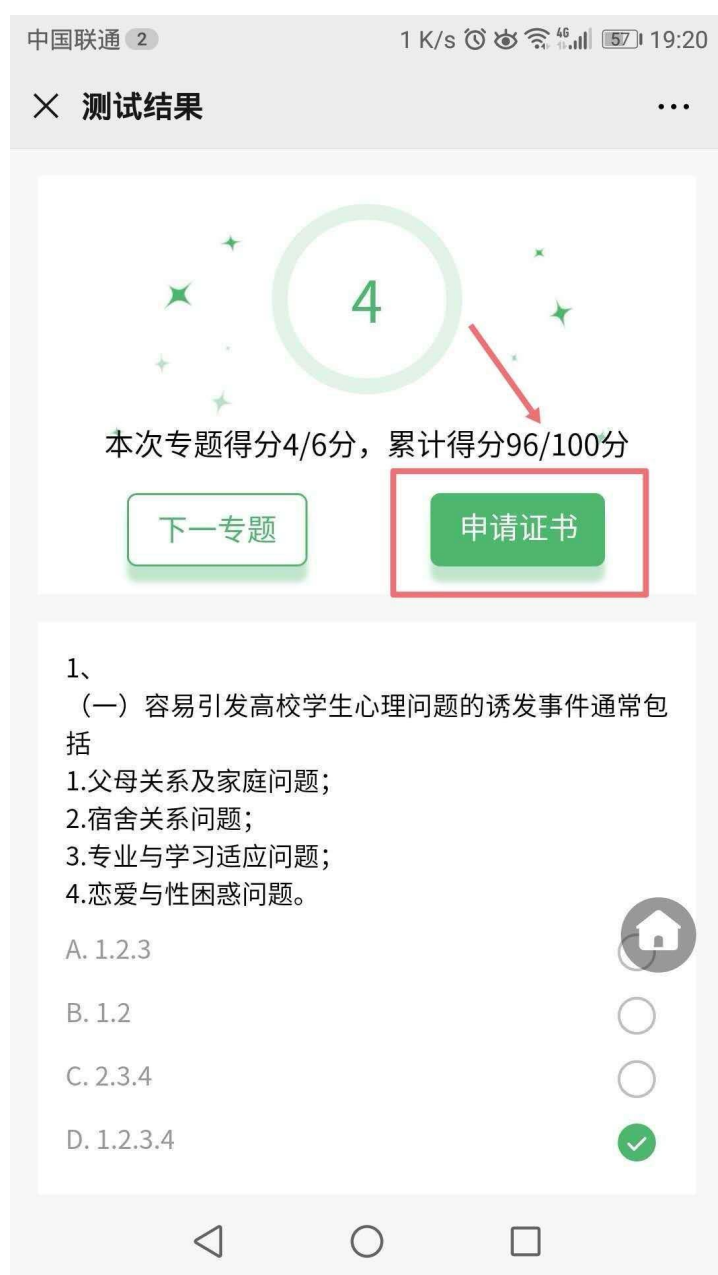 中国联通 2 1 K/s 4G 57 19:20
测试结果
4
本次专题得分4/6分，累计得分96/100分
下一专题 申请证书
1、
（一）容易引发高校学生心理问题的诱发事件通常包
括
1.父母关系及家庭问题；
2.宿舍关系问题；
3.专业与学习适应问题；
4.恋爱与性困惑问题。
A. 1.2.3
B. 1.2
C. 2.3.4
D. 1.2.3.4